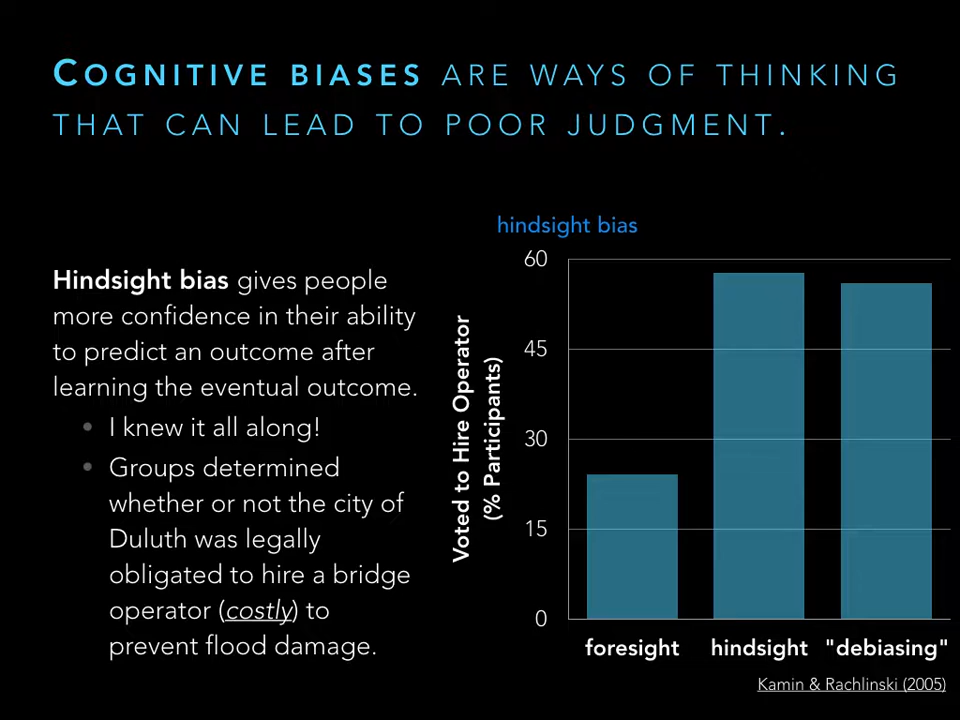 COGNITIVE BIASES ARE WAYS OF THINKING
THAT CAN LEAD TO POOR JUDGMENT.
Hindsight bias gives people
more confidence in their ability
to predict an outcome after
learning the eventual outcome.
• I knew it all along!
• Groups determined
whether or not the city of
Duluth was legally
obligated to hire a bridge
operator (costly) to
prevent flood damage.
hindsight bias
Voted to Hire Operator
(% Participants)
60
45
30
15
0
foresight hindsight "debiasing"
Kamin & Rachlinski (2005)